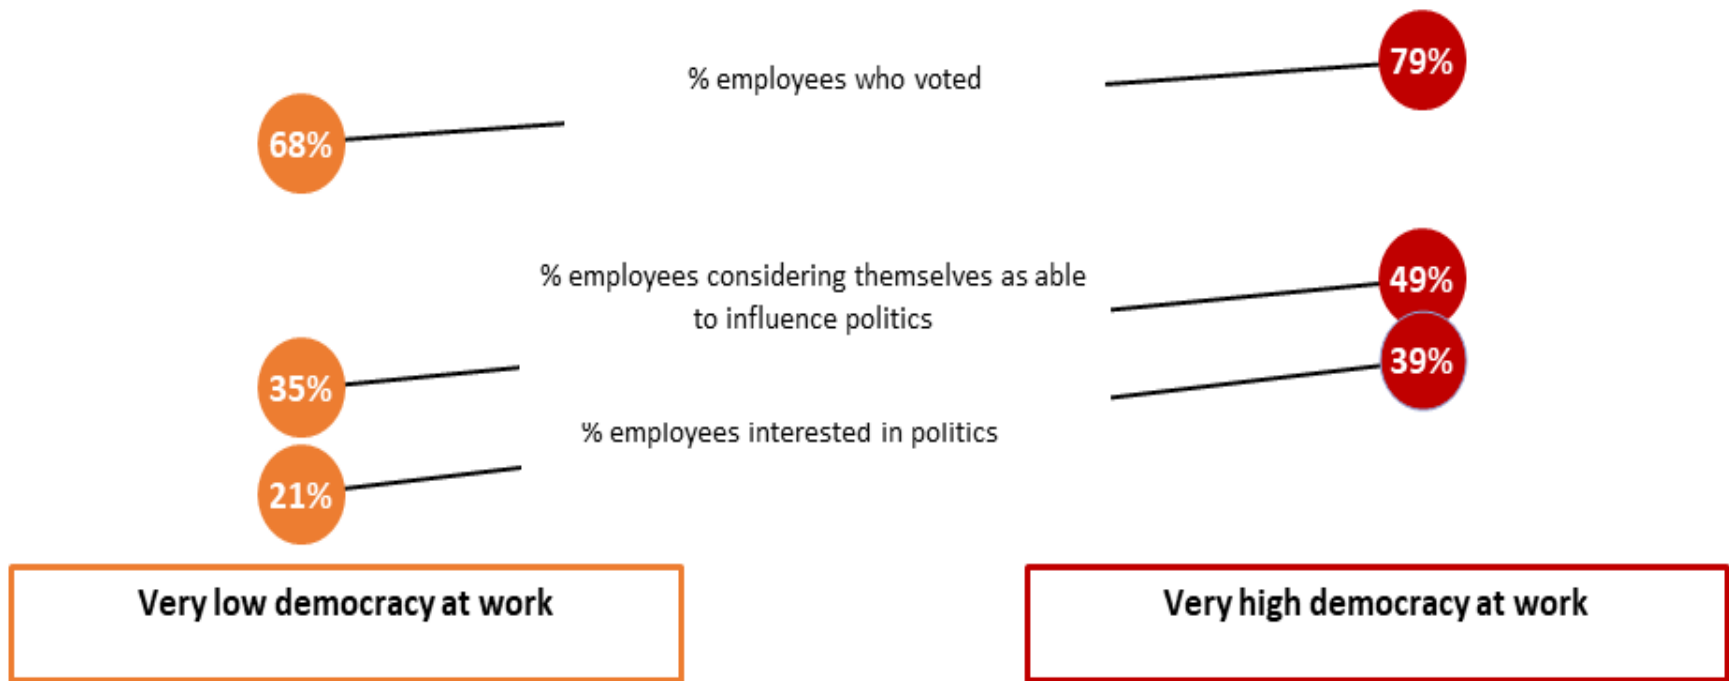 79%
% employees who voted
68%
49%
% employees considering themselves as able
to influence politics
39%
35%
% employees interested in politics
21%
Very low democracy at work
Very high democracy at work